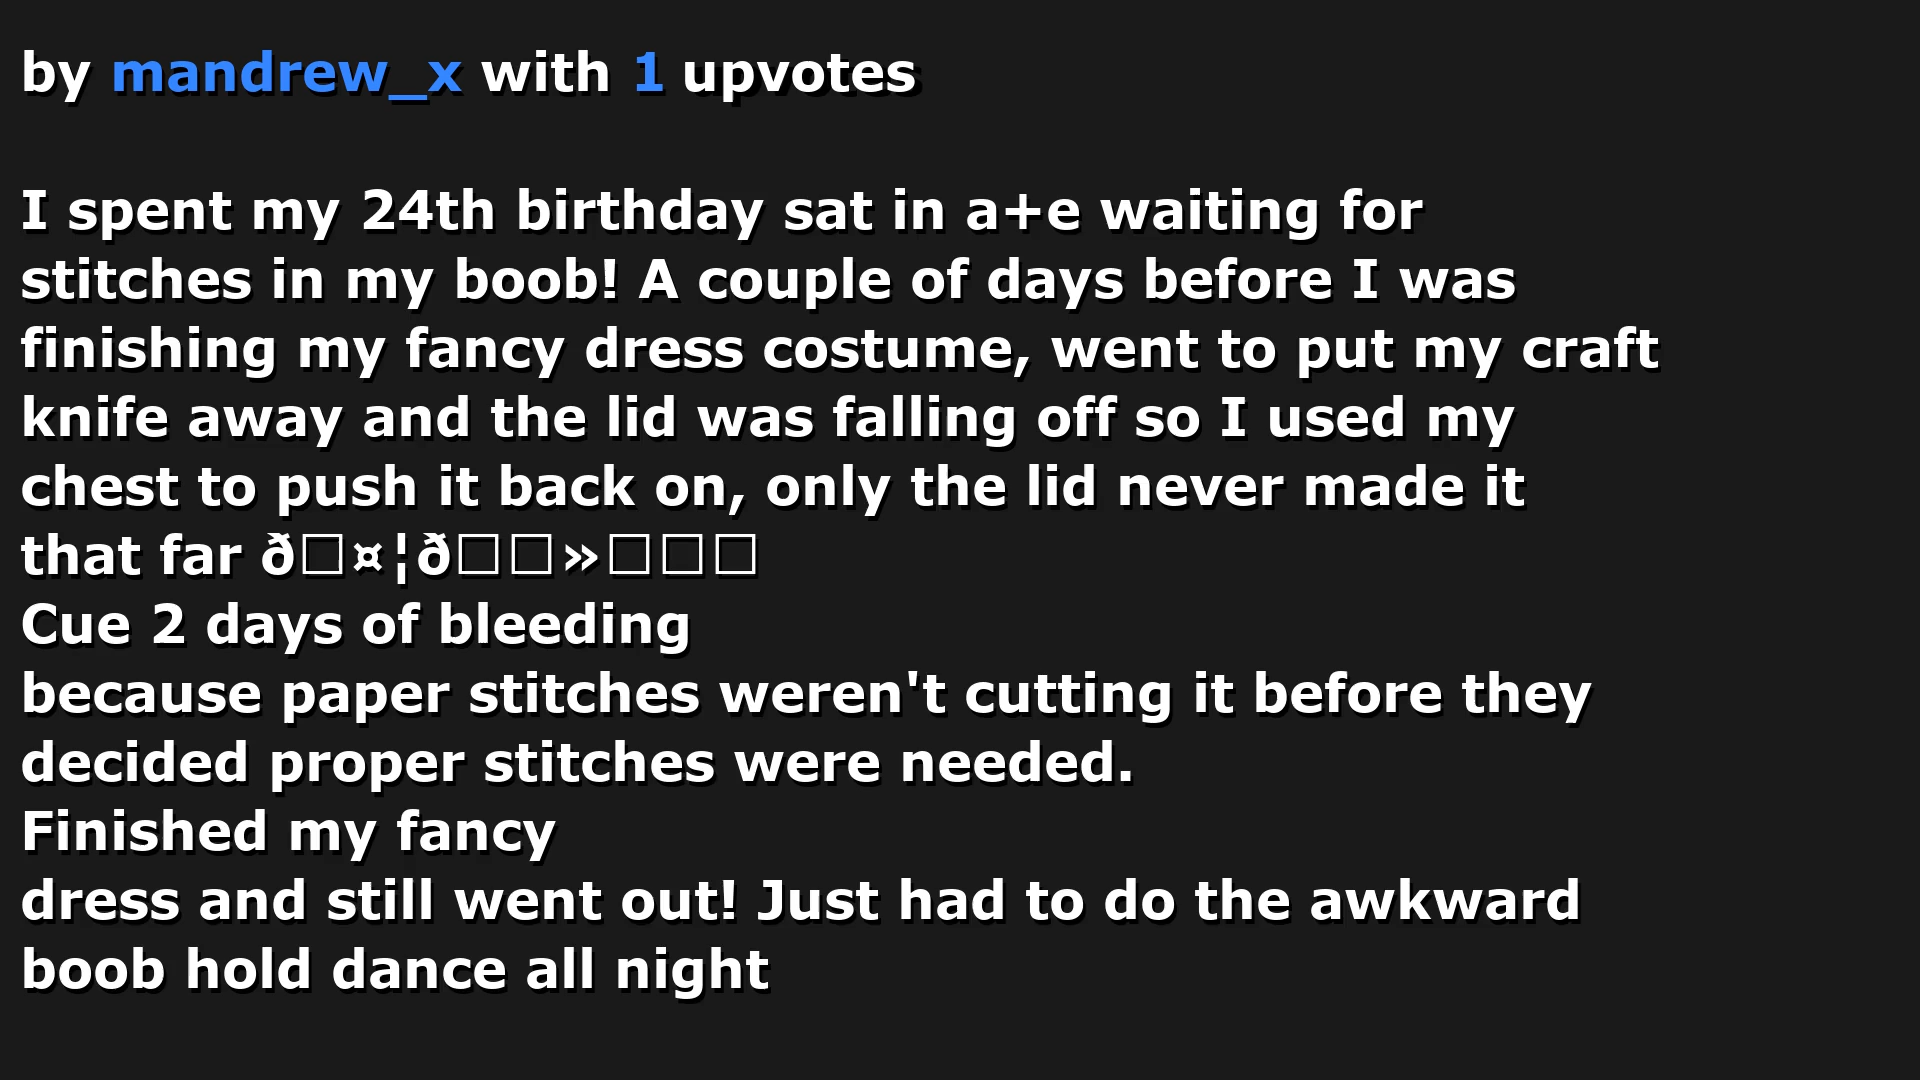 by mandrew_x with 1 upvotes
I spent my 24th birthday sat in a+e waiting for
stitches in my boob! A couple of days before I was
finishing my fancy dress costume, went to put my craft
knife away and the lid was falling off so I used my
chest to push it back on, only the lid never made it
that far ð□¤¦ð□□»□□□
Cue 2 days of bleeding
because paper stitches weren't cutting it before they
decided proper stitches were needed.
Finished my fancy
dress and still went out! Just had to do the awkward
boob hold dance all night